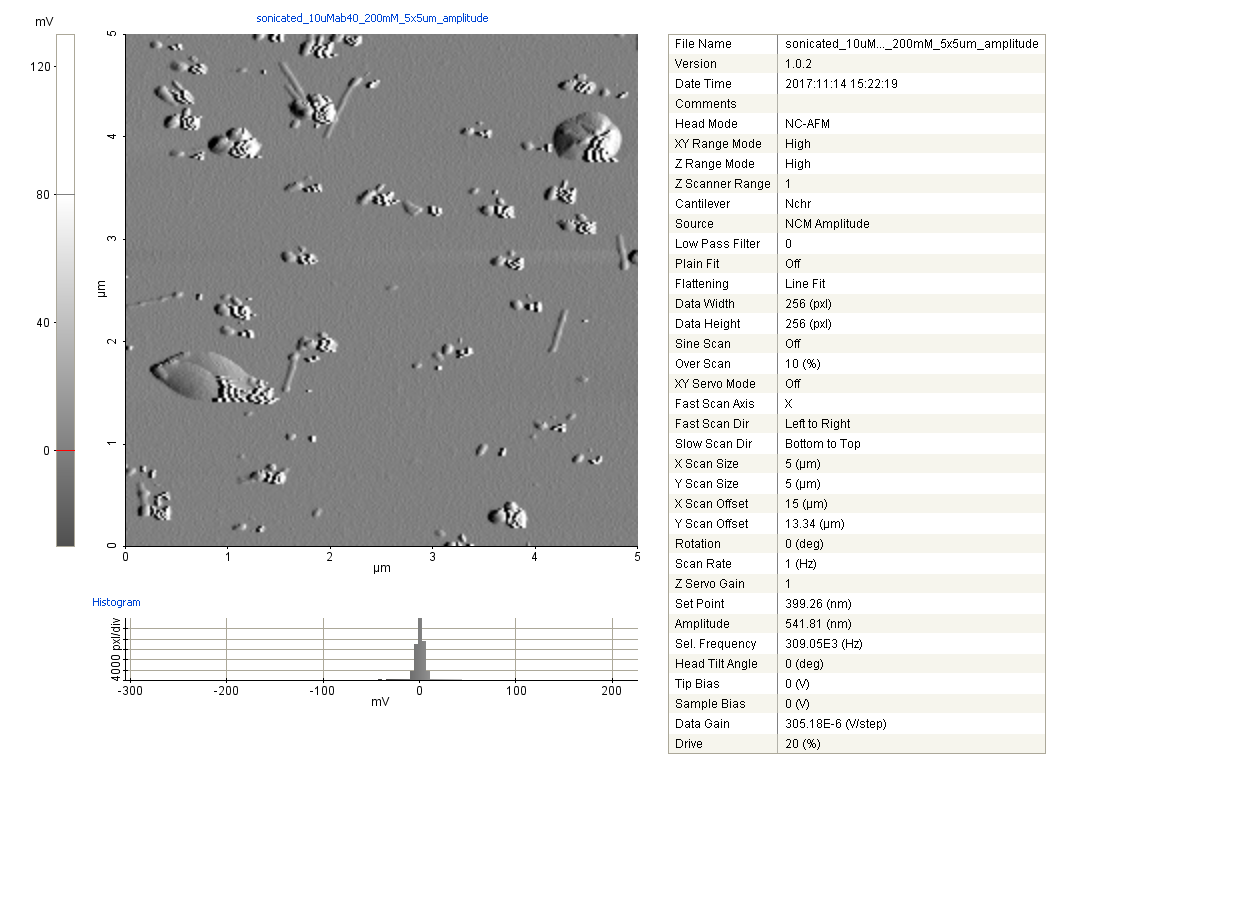 sonicated_10uMab40_200mM_5x5um_amplitude
mV
120
80
40
0
5
4
3
2
1
0
µm
0 1 2 3 4 5
µm
Histogram
4000 pxl/div
-300 -200 -100 0 100 200
mV
File Name sonicated_10uM..._200mM_5x5um_amplitude
Version 1.0.2
Date Time 2017:11:14 15:22:19
Comments
Head Mode NC-AFM
XY Range Mode High
Z Range Mode High
Z Scanner Range 1
Cantilever Nchr
Source NCM Amplitude
Low Pass Filter 0
Plain Fit Off
Flattening Line Fit
Data Width 256 (pxl)
Data Height 256 (pxl)
Sine Scan Off
Over Scan 10 (%)
XY Servo Mode Off
Fast Scan Axis X
Fast Scan Dir Left to Right
Slow Scan Dir Bottom to Top
X Scan Size 5 (µm)
Y Scan Size 5 (µm)
X Scan Offset 15 (µm)
Y Scan Offset 13.34 (µm)
Rotation 0 (deg)
Scan Rate 1 (Hz)
Z Servo Gain 1
Set Point 399.26 (nm)
Amplitude 541.81 (nm)
Sel. Frequency 309.05E3 (Hz)
Head Tilt Angle 0 (deg)
Tip Bias 0 (V)
Sample Bias 0 (V)
Data Gain 305.18E-6 (V/step)
Drive 20 (%)